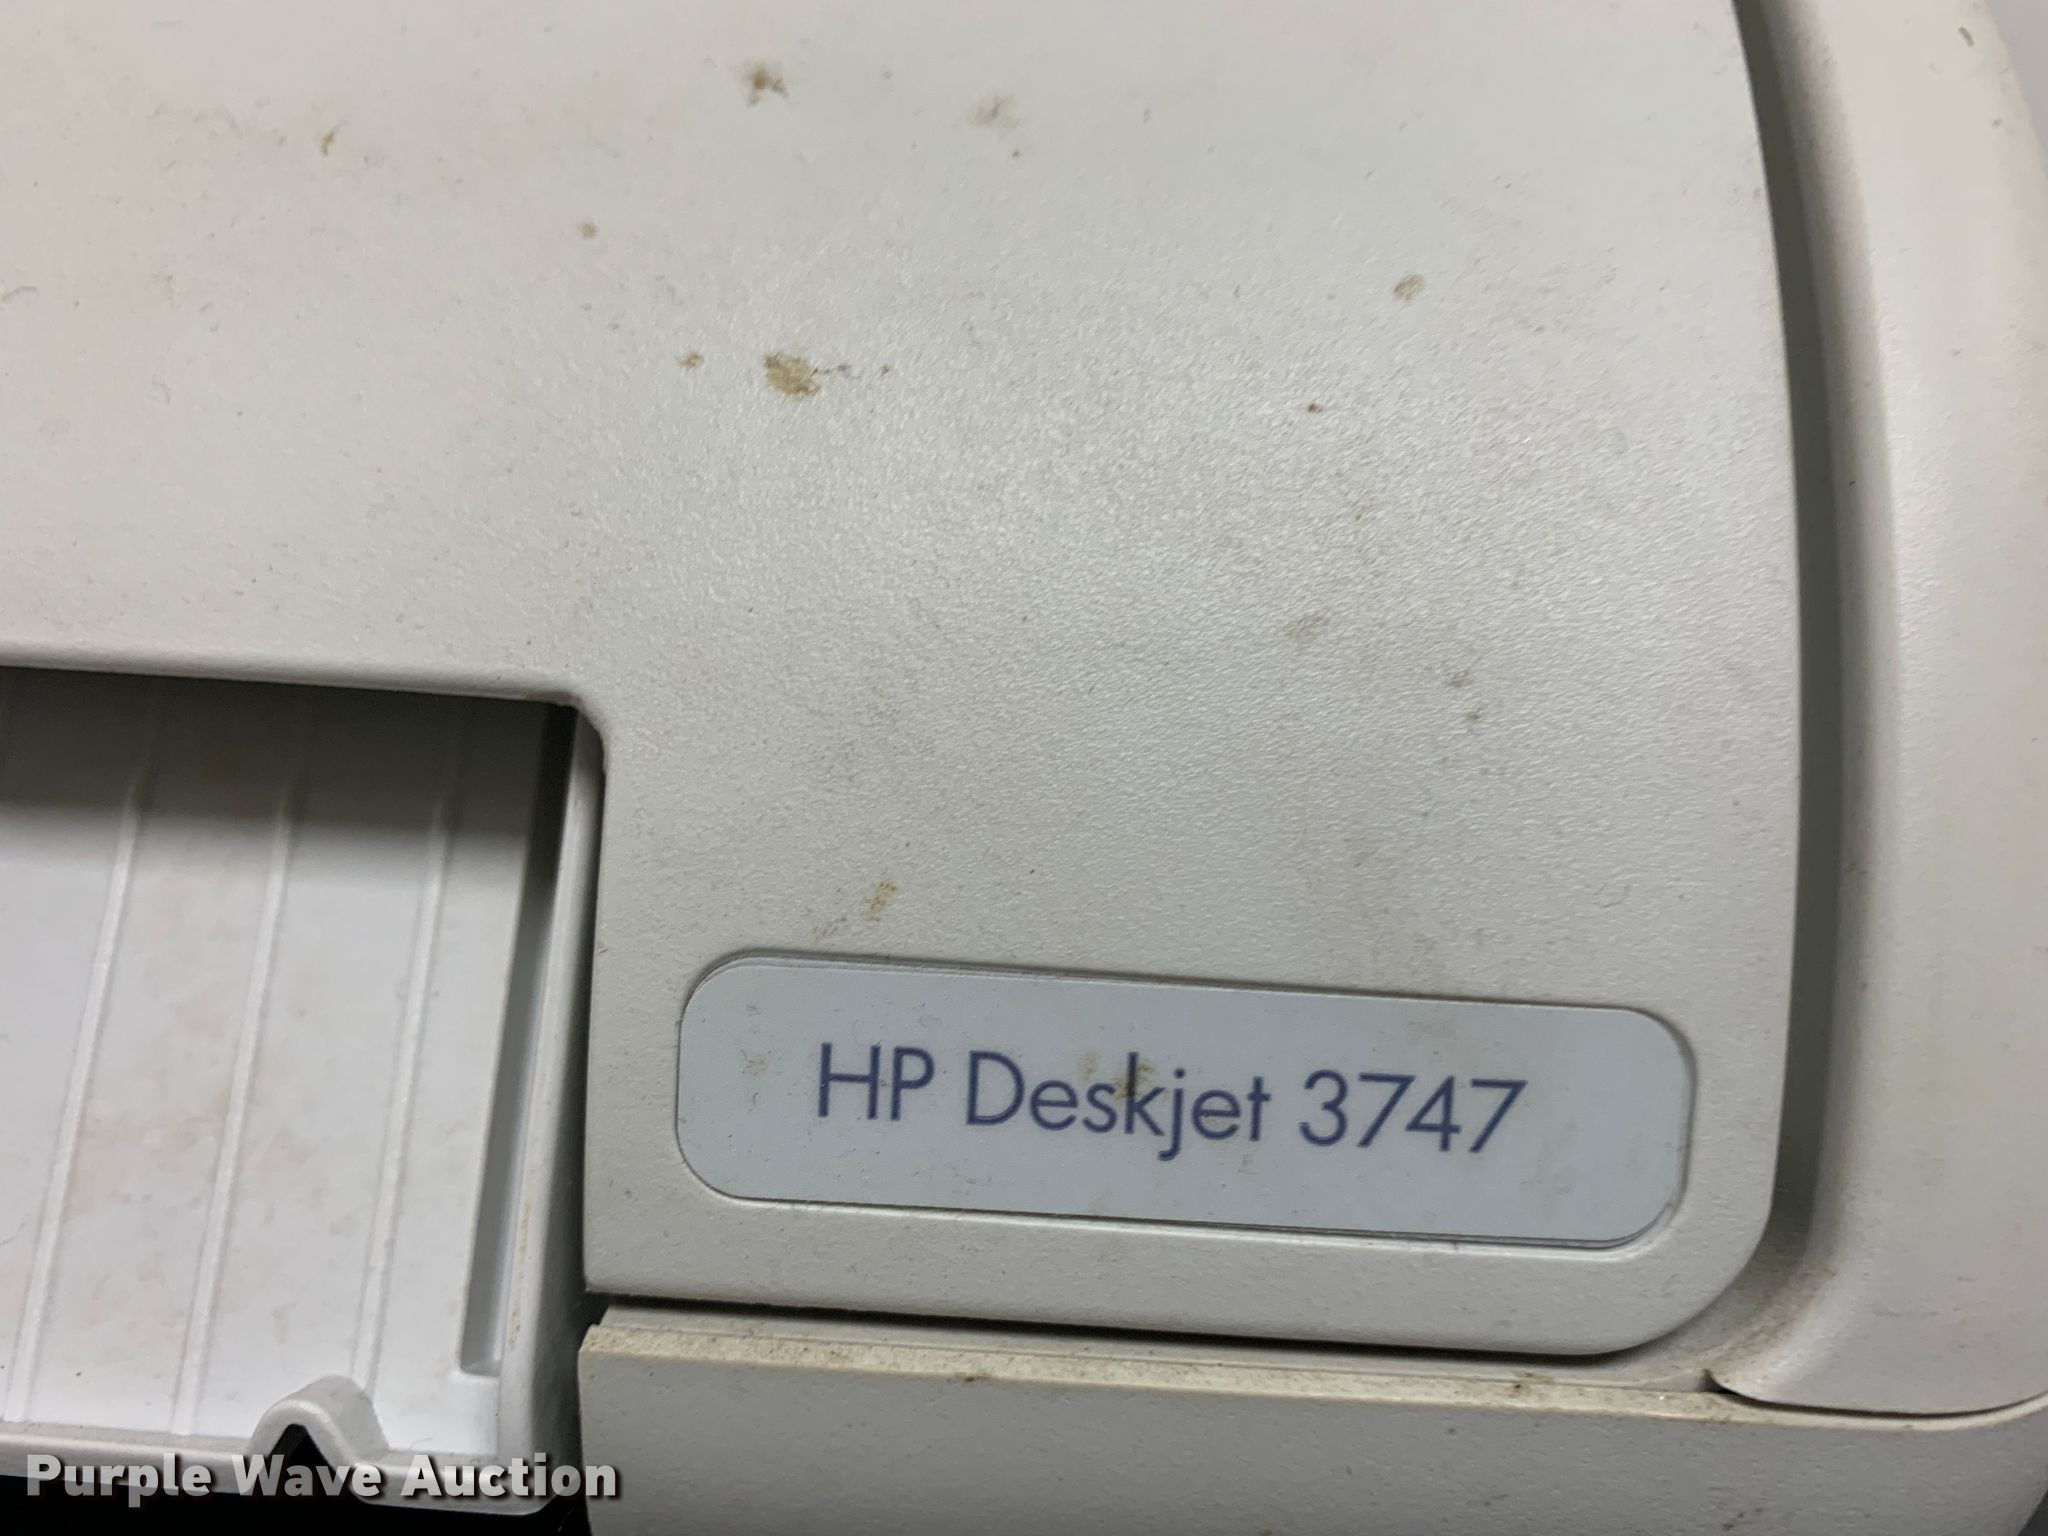 HP Deskjet 3747
Purple Wave Auction